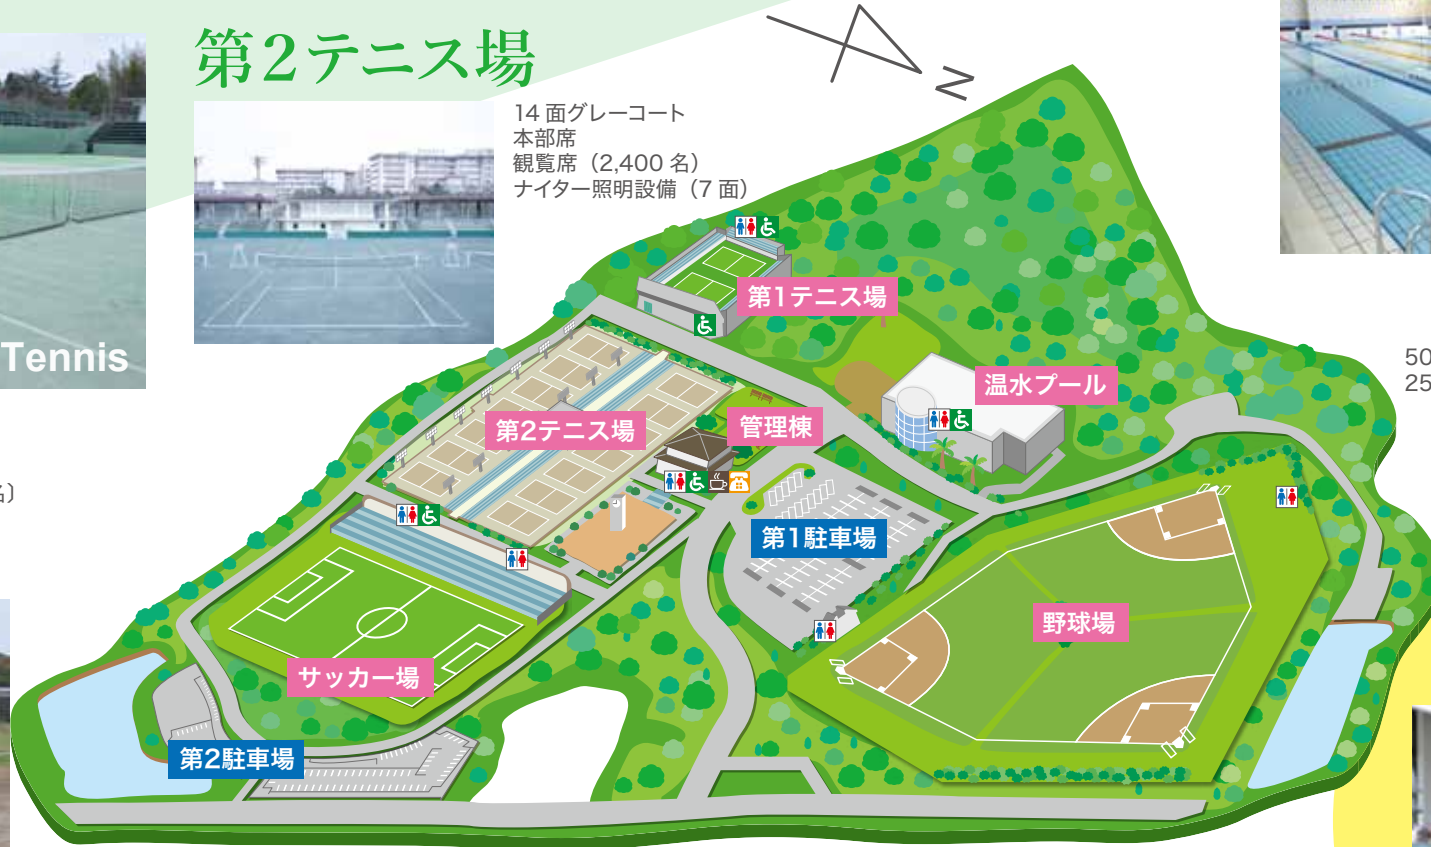 第2テニス場
14面グレーコート
本部席
観覧席（2,400名）
ナイター照明設備（7面）
Tennis
N
第1テニス場
温水プール
50
25
第2テニス場
管理棟
名）
第1駐車場
野球場
サッカー場
第2駐車場